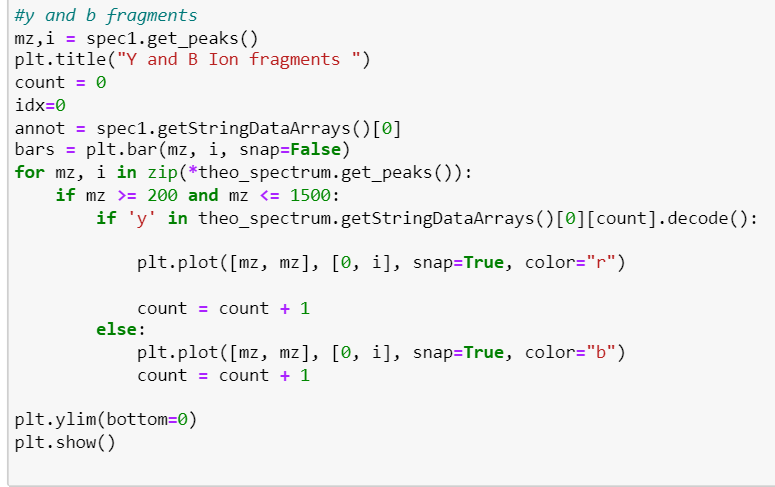 #y and b fragments
mz,i = spec1.get_peaks()
plt.title("Y and B Ion fragments ")
count = 0
idx=0
annot = spec1.getStringDataArrays()[0]
bars = plt.bar(mz, i, snap=False)
for mz, i in zip(*theo_spectrum.get_peaks()):
    if mz >= 200 and mz <= 1500:
        if 'y' in theo_spectrum.getStringDataArrays()[0][count].decode():
            plt.plot([mz, mz], [0, i], snap=True, color="r")
            count = count + 1
        else:
            plt.plot([mz, mz], [0, i], snap=True, color="b")
            count = count + 1
plt.ylim(bottom=0)
plt.show()